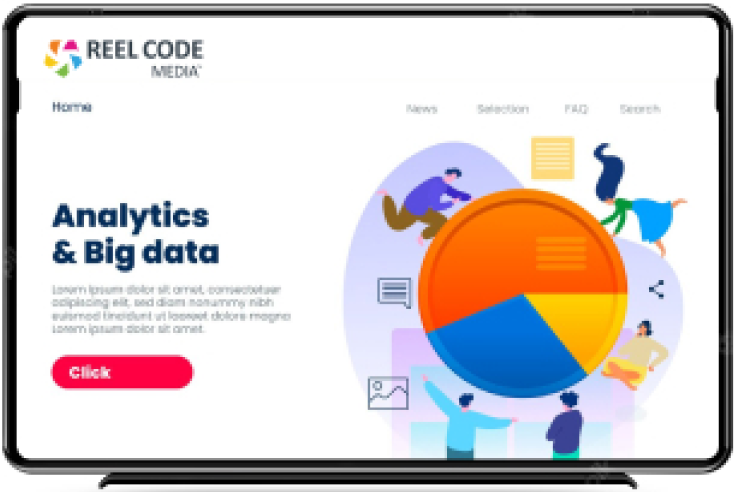 REEL CODE
MEDIA
Home
News Selection FAQ Search
Analytics
& Big data
Lorem ipsum dolor sit amet, consectetuer
adipiscing elit, sed diam nonummy nibh
euismod tincidunt ut laoreet dolore magna
Lorem ipsum dolor sit amet
Click